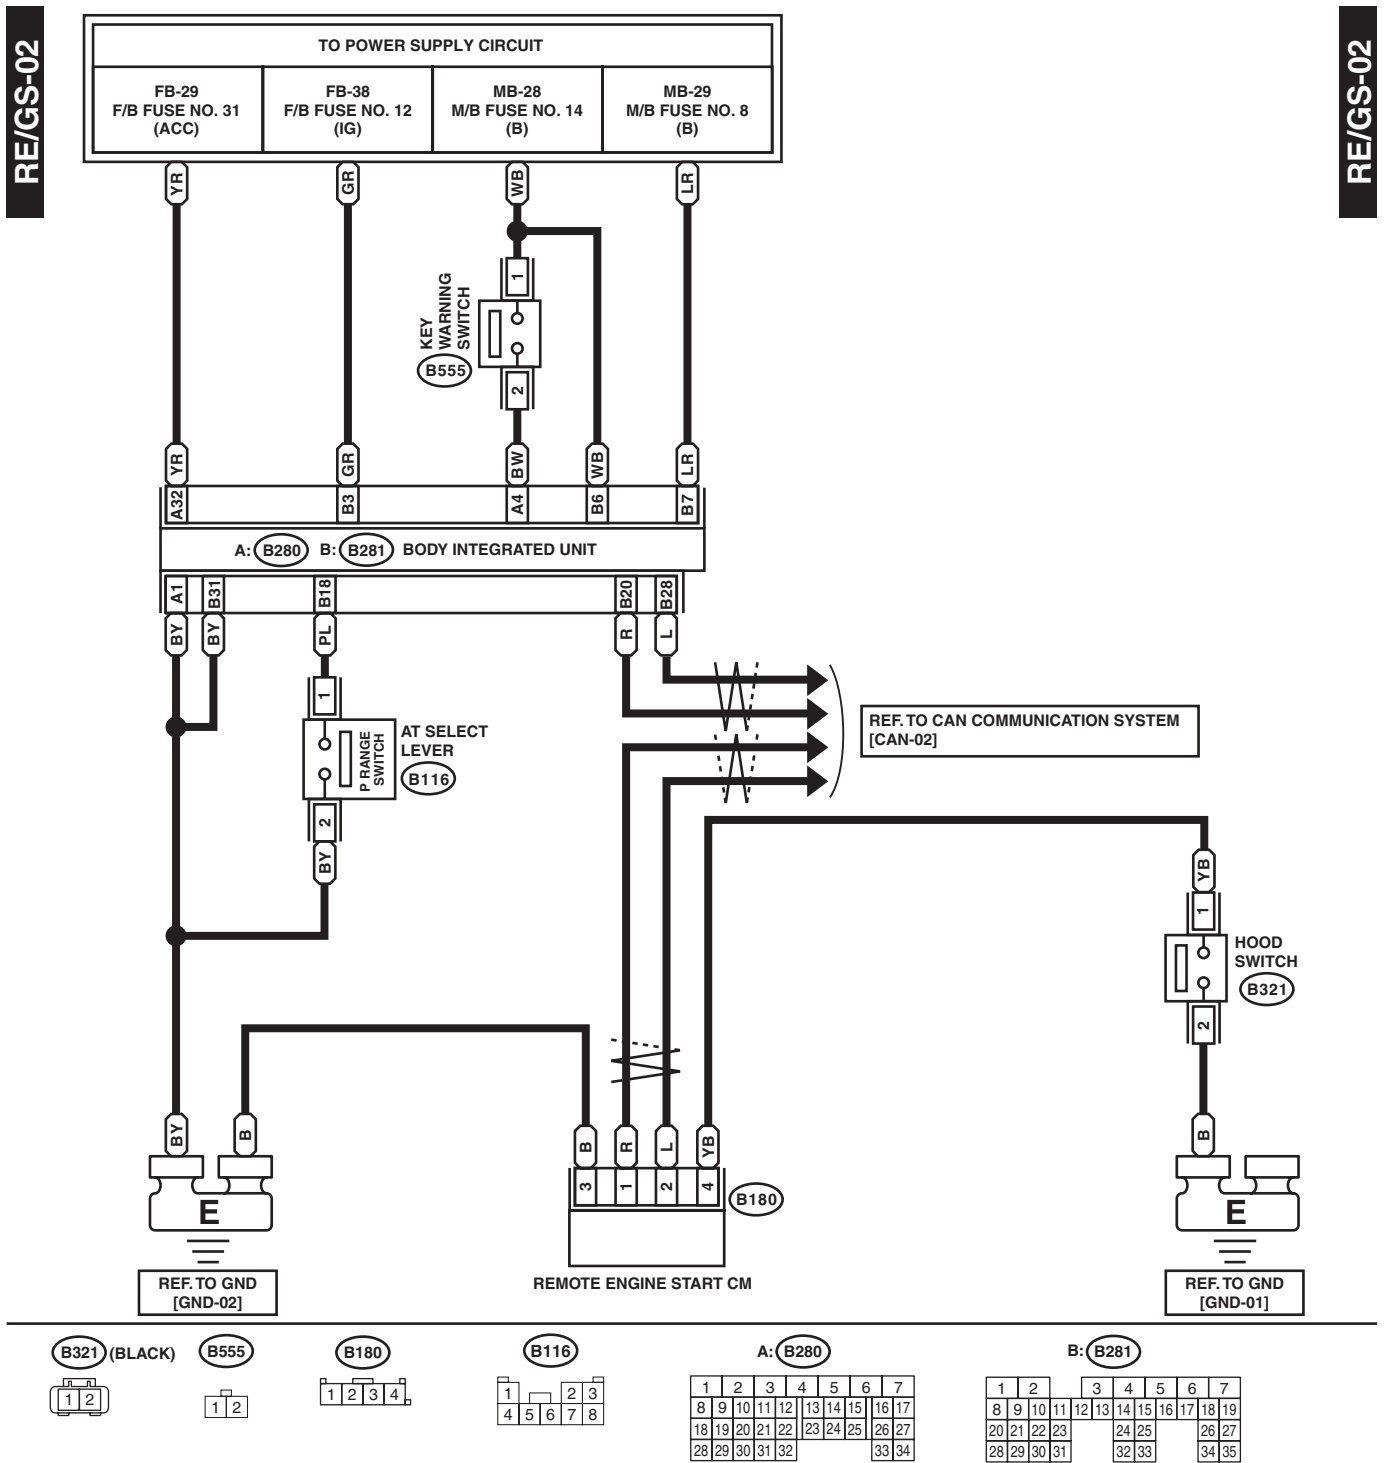 RE/GS-02
RE/GS-02
TO POWER SUPPLY CIRCUIT
FB-29
F/B FUSE NO. 31
(ACC)
FB-38
F/B FUSE NO. 12
(IG)
MB-28
M/B FUSE NO. 14
(B)
MB-29
M/B FUSE NO. 8
(B)
YR
GR
WB
LR
1
KEY
WARNING
SWITCH
B555
2
YR
GR
BW
WB
LR
A32
B3
A4
B6
B7
A: B280 B: B281 BODY INTEGRATED UNIT
A1
B31
B18
B20
B28
BY
BY
PL
R
L
1
P RANGE
SWITCH
AT SELECT
LEVER
B116
2
BY
REF. TO CAN COMMUNICATION SYSTEM
[CAN-02]
YB
1
HOOD
SWITCH
B321
2
BY
B
B
R
L
YB
B
3
1
2
4
B180
E
E
REMOTE ENGINE START CM
REF. TO GND
[GND-02]
REF. TO GND
[GND-01]
B321 (BLACK)
1 2
B555
1 2
B180
1 2 3 4
B116
1 2 3
4 5 6 7 8
A: B280
1 2 3 4 5 6 7
8 9 10 11 12 13 14 15 16 17
18 19 20 21 22 23 24 25 26 27
28 29 30 31 32 33 34
B: B281
1 2 3 4 5 6 7
8 9 10 11 12 13 14 15 16 17 18 19
20 21 22 23 24 25 26 27
28 29 30 31 32 33 34 35